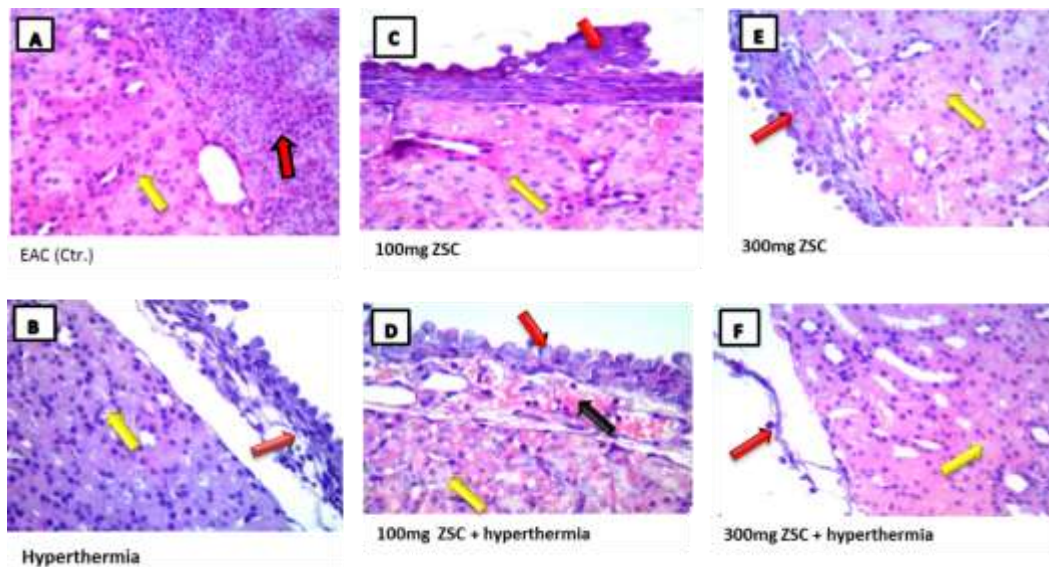 A
C
E
EAC (Ctr.)
100mg ZSC
300mg ZSC
B
D
F
Hyperthermia
100mg ZSC + hyperthermia
300mg ZSC + hyperthermia